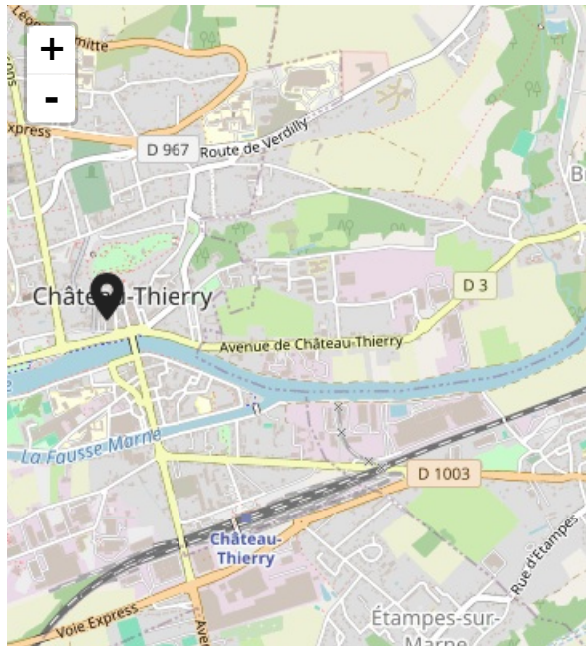 +
-
Express
D 967
Route de Verdilly
Château-Thierry
D 3
Avenue de Château-Thierry
La Fausse Marne
D 1003
Château-
Thierry
Rue d'Étampes
Voie Express
Étampes-sur-
Marne